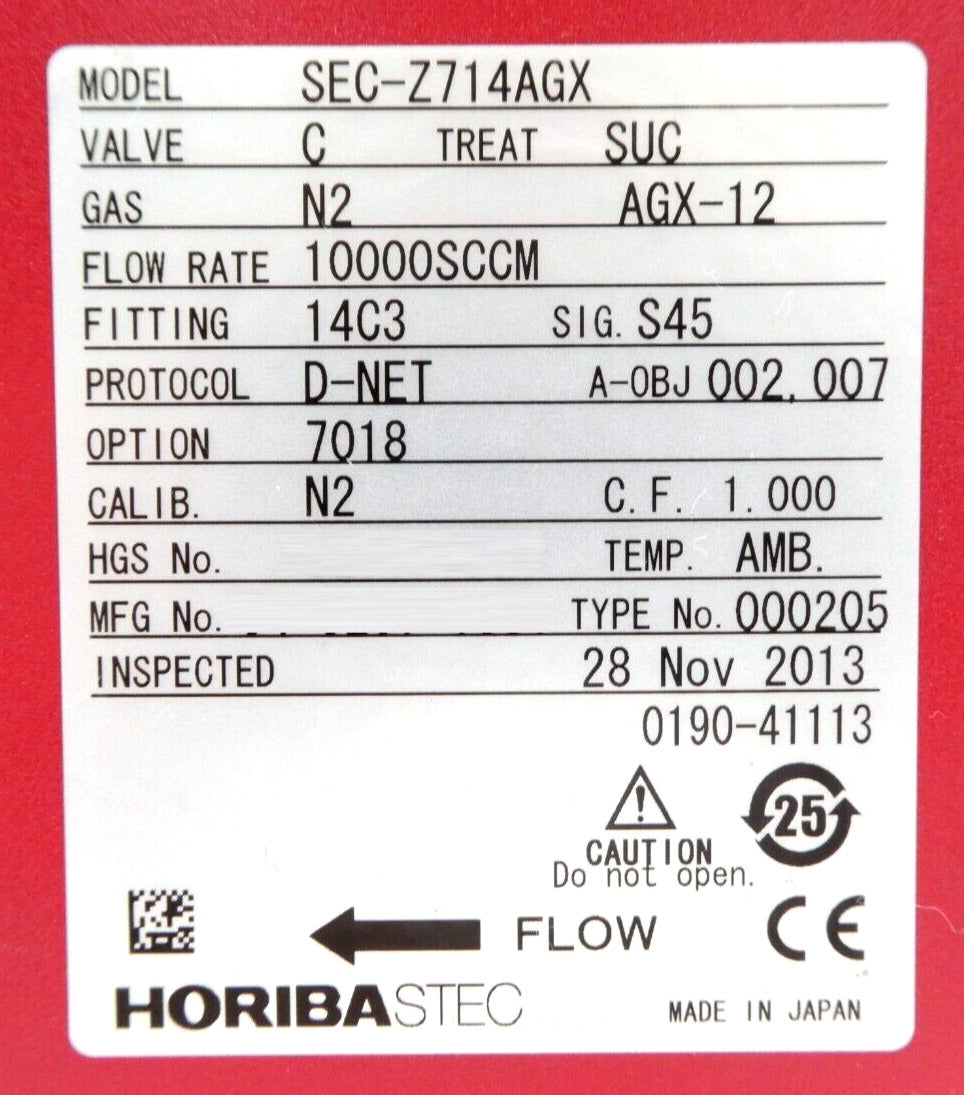 MODEL SEC-Z714AGX
VALVE C TREAT SUC
GAS N2 AGX-12
FLOW RATE 10000SCCM
FITTING 14C3 SIG. S45
PROTOCOL D-NET A-OBJ 002, 007
OPTION 7Q18
CALIB. N2 C. F. 1. 000
HGS No. TEMP. AMB.
MFG No. TYPE No. 000205
INSPECTED 28 Nov 2013
0190-41113
25
CAUTION
Do not open.
FLOW CE
HORIBASTEC MADE IN JAPAN